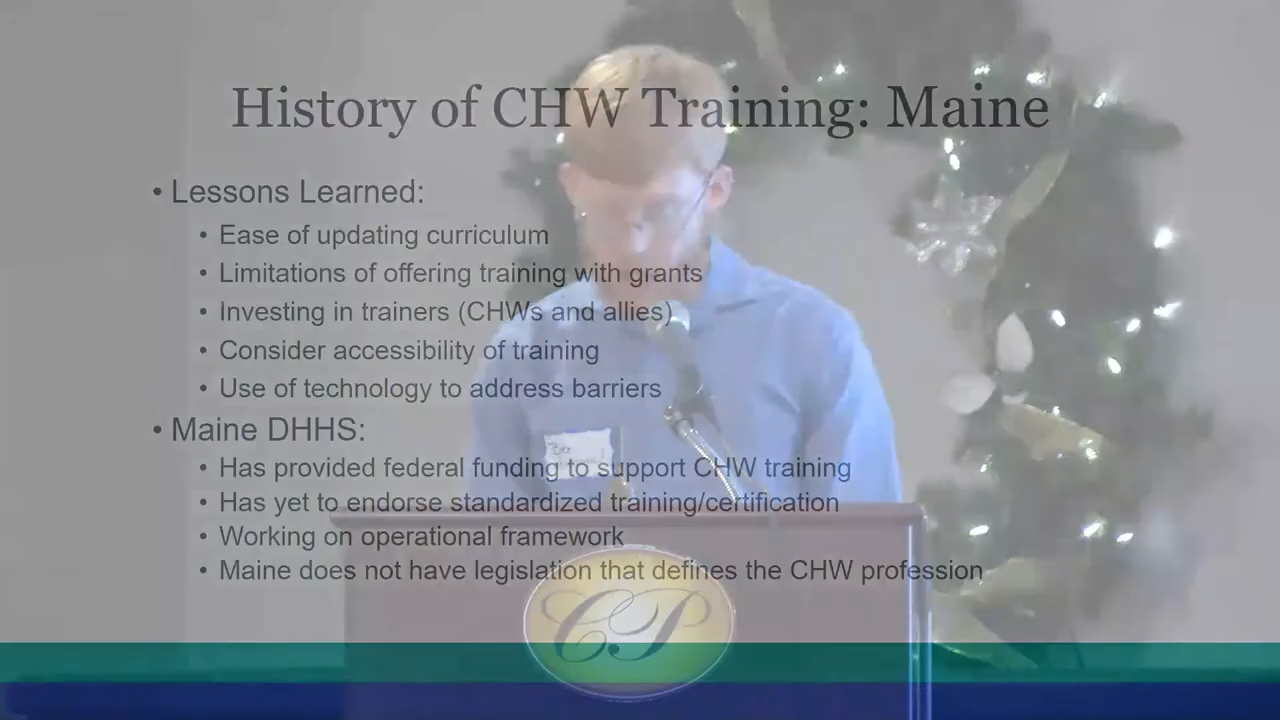 History of CHW Training: Maine
• Lessons Learned:
• Ease of updating curriculum
• Limitations of offering training with grants
• Investing in trainers (CHWs and allies)
• Consider accessibility of training
• Use of technology to address barriers
• Maine DHHS:
• Has provided federal funding to support CHW training
• Has yet to endorse standardized training/certification
• Working on operational framework
• Maine does not have legislation that defines the CHW profession
CP